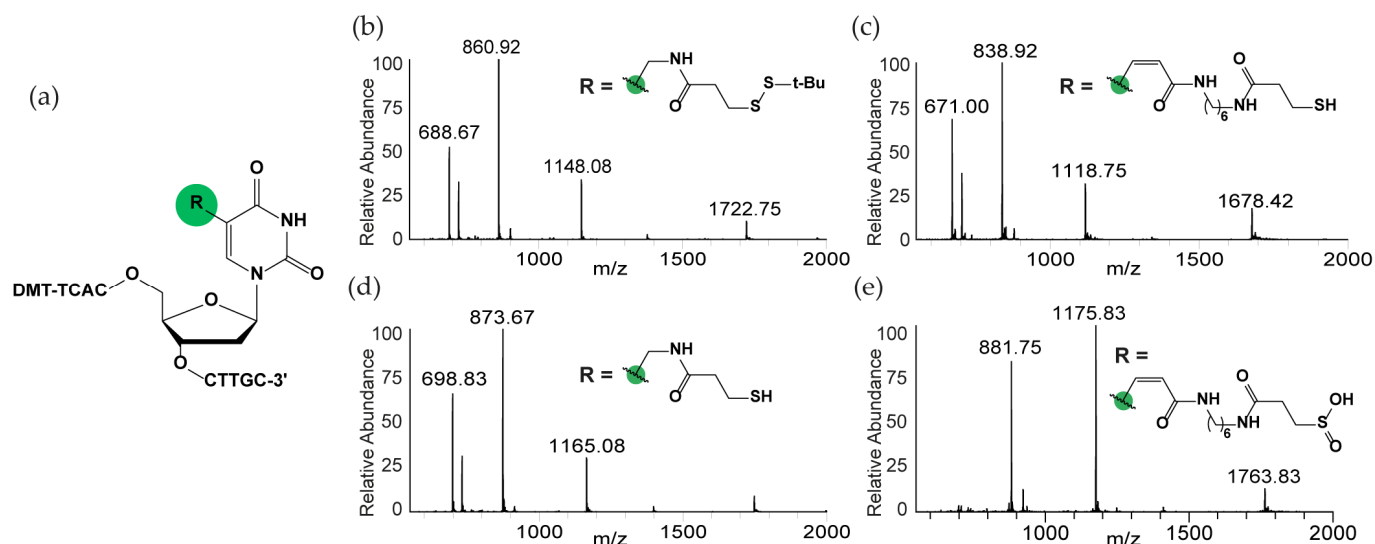 (a)
R
O
NH
N
O
O
DMT-TCAC
O
O
CTTGC-3'
(b)
Relative Abundance
100
75
50
25
0
688.67
860.92
1148.08
1722.75
1000
1500
2000
m/z
R =
NH
O
S
S
t-Bu
(c)
Relative Abundance
100
75
50
25
0
671.00
838.92
1118.75
1678.42
1000
1500
2000
m/z
R =
O
NH
6
NH
O
SH
(d)
Relative Abundance
100
75
50
25
0
698.83
873.67
1165.08
1000
1500
2000
m/z
R =
NH
O
SH
(e)
Relative Abundance
100
75
50
25
0
881.75
1175.83
1763.83
1000
1500
2000
m/z
R =
O
NH
6
NH
O
S
OH
O